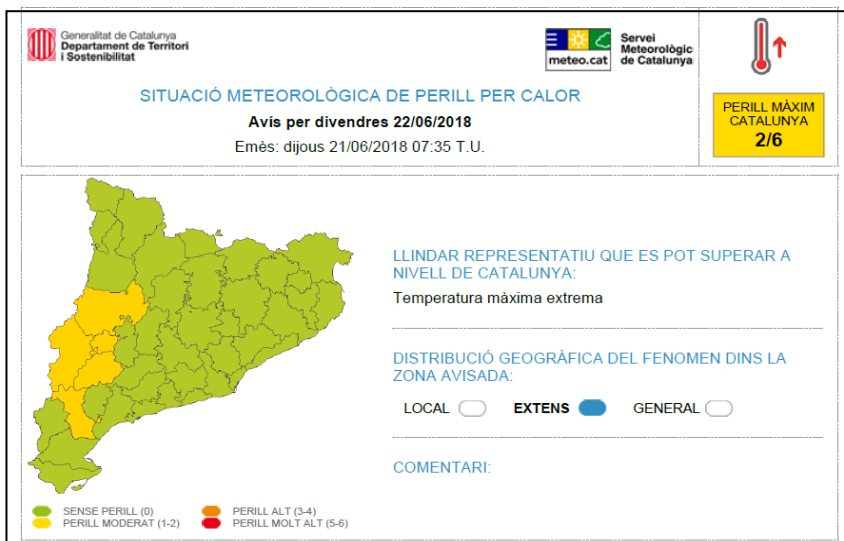 Generalitat de Catalunya
Departament de Territori
i Sostenibilitat
meteo.cat
Servei
Meteorològic
de Catalunya
SITUACIÓ METEOROLÒGICA DE PERILL PER CALOR
Avís per divendres 22/06/2018
Emès: dijous 21/06/2018 07:35 T.U.
PERILL MÀXIM
CATALUNYA
2/6
LLINDAR REPRESENTATIU QUE ES POT SUPERAR A
NIVELL DE CATALUNYA:
Temperatura màxima extrema
DISTRIBUCIÓ GEOGRÀFICA DEL FENOMEN DINS LA
ZONA AVISADA:
LOCAL EXTENS GENERAL
COMENTARI:
SENSE PERILL (0) PERILL ALT (3-4)
PERILL MODERAT (1-2) PERILL MOLT ALT (5-6)